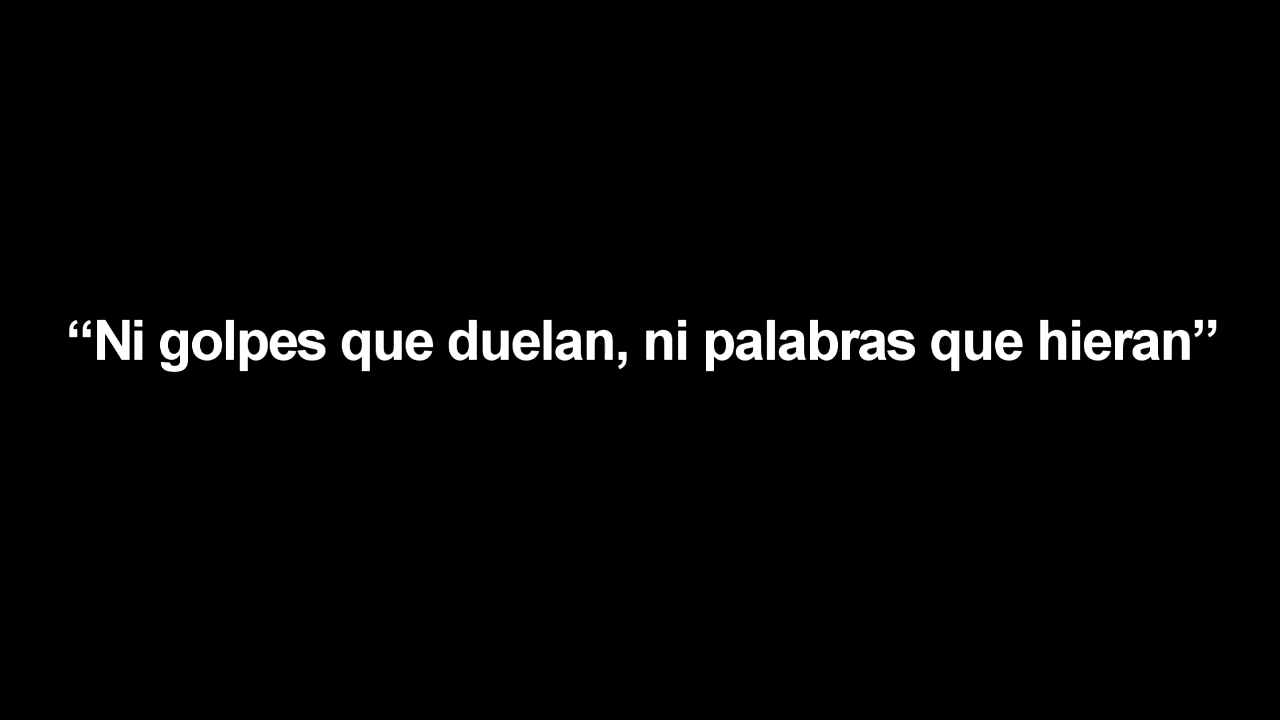 “Ni golpes que duelan, ni palabras que hieran”